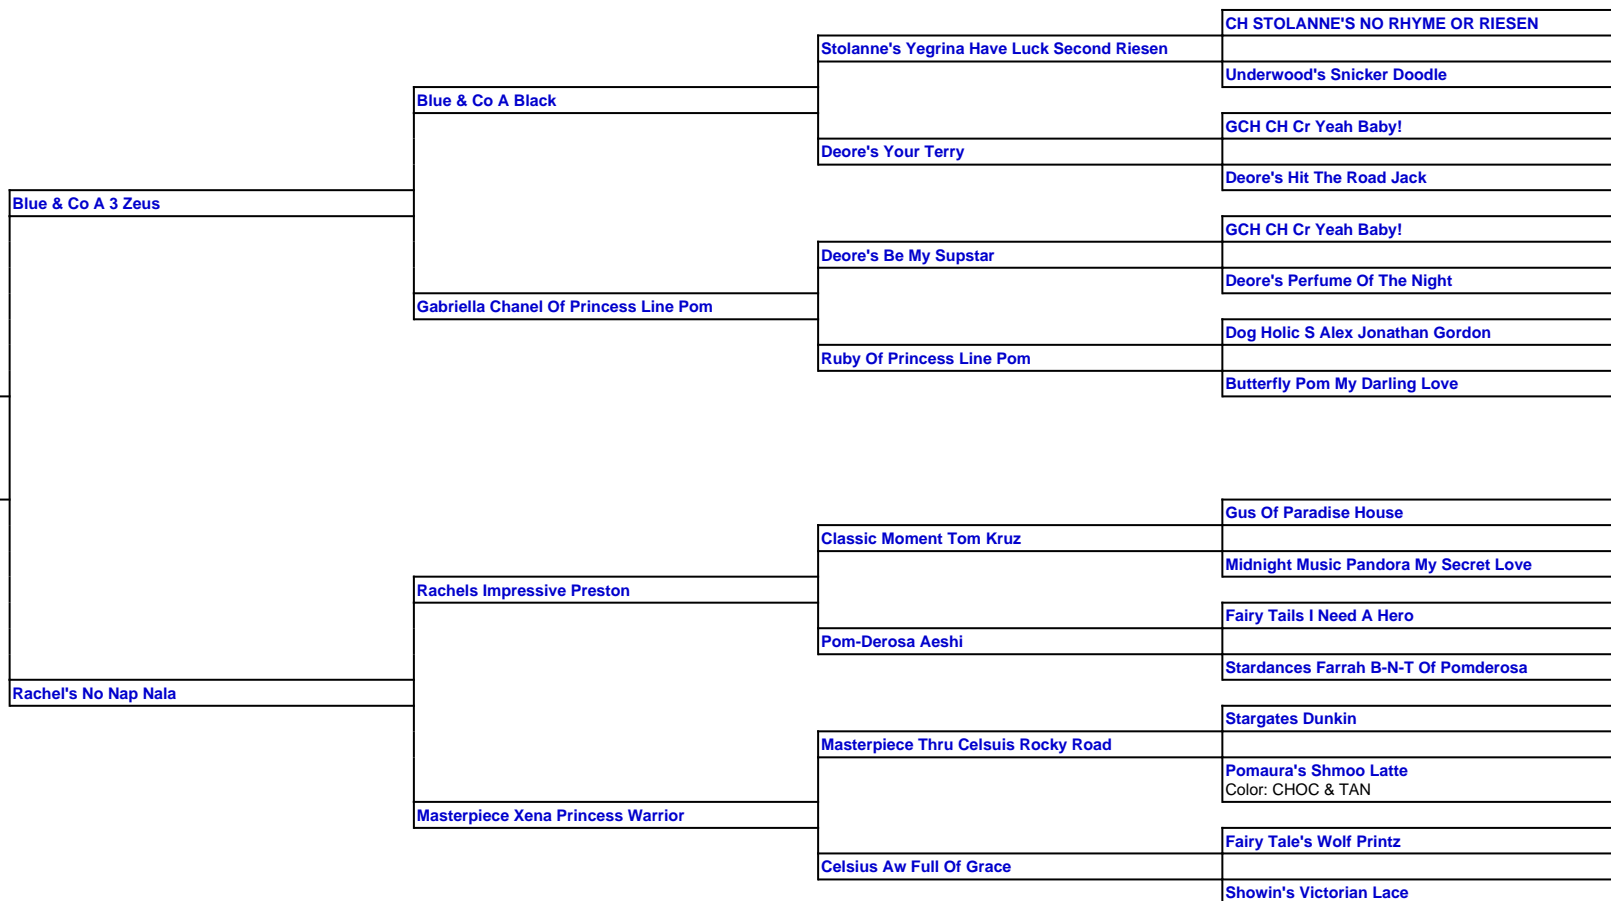 CH STOLANNE'S NO RHYME OR RIESEN
Stolanne's Yegrina Have Luck Second Riesen
Underwood's Snicker Doodle
Blue & Co A Black
GCH CH Cr Yeah Baby!
Deore's Your Terry
Deore's Hit The Road Jack
Blue & Co A 3 Zeus
GCH CH Cr Yeah Baby!
Deore's Be My Supstar
Deore's Perfume Of The Night
Gabriella Chanel Of Princess Line Pom
Dog Holic S Alex Jonathan Gordon
Ruby Of Princess Line Pom
Butterfly Pom My Darling Love
Gus Of Paradise House
Classic Moment Tom Kruz
Midnight Music Pandora My Secret Love
Rachels Impressive Preston
Fairy Tails I Need A Hero
Pom-Derosa Aeshi
Stardances Farrah B-N-T Of Pomderosa
Rachel's No Nap Nala
Stargates Dunkin
Masterpiece Thru Celsuis Rocky Road
Pomaura's Shmoo Latte
Color: CHOC & TAN
Masterpiece Xena Princess Warrior
Fairy Tale's Wolf Printz
Celsius Aw Full Of Grace
Showin's Victorian Lace